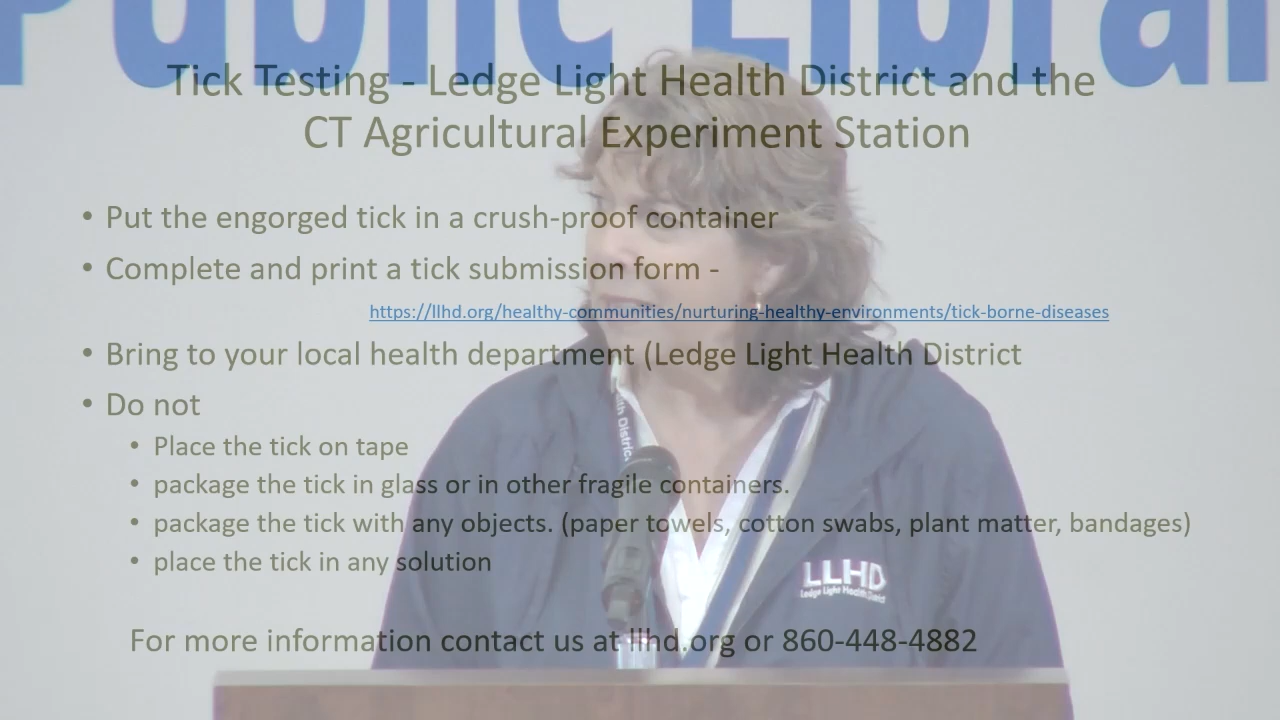 Public Librar
Tick Testing - Ledge Light Health District and the
CT Agricultural Experiment Station
• Put the engorged tick in a crush-proof container
• Complete and print a tick submission form -
https://llhd.org/healthy-communities/nurturing-healthy-environments/tick-borne-diseases
• Bring to your local health department (Ledge Light Health District
• Do not
• Place the tick on tape
• package the tick in glass or in other fragile containers.
• package the tick with any objects. (paper towels, cotton swabs, plant matter, bandages)
• place the tick in any solution
th District
LLHD
Ledge Light Health District
For more information contact us at llhd.org or 860-448-4882